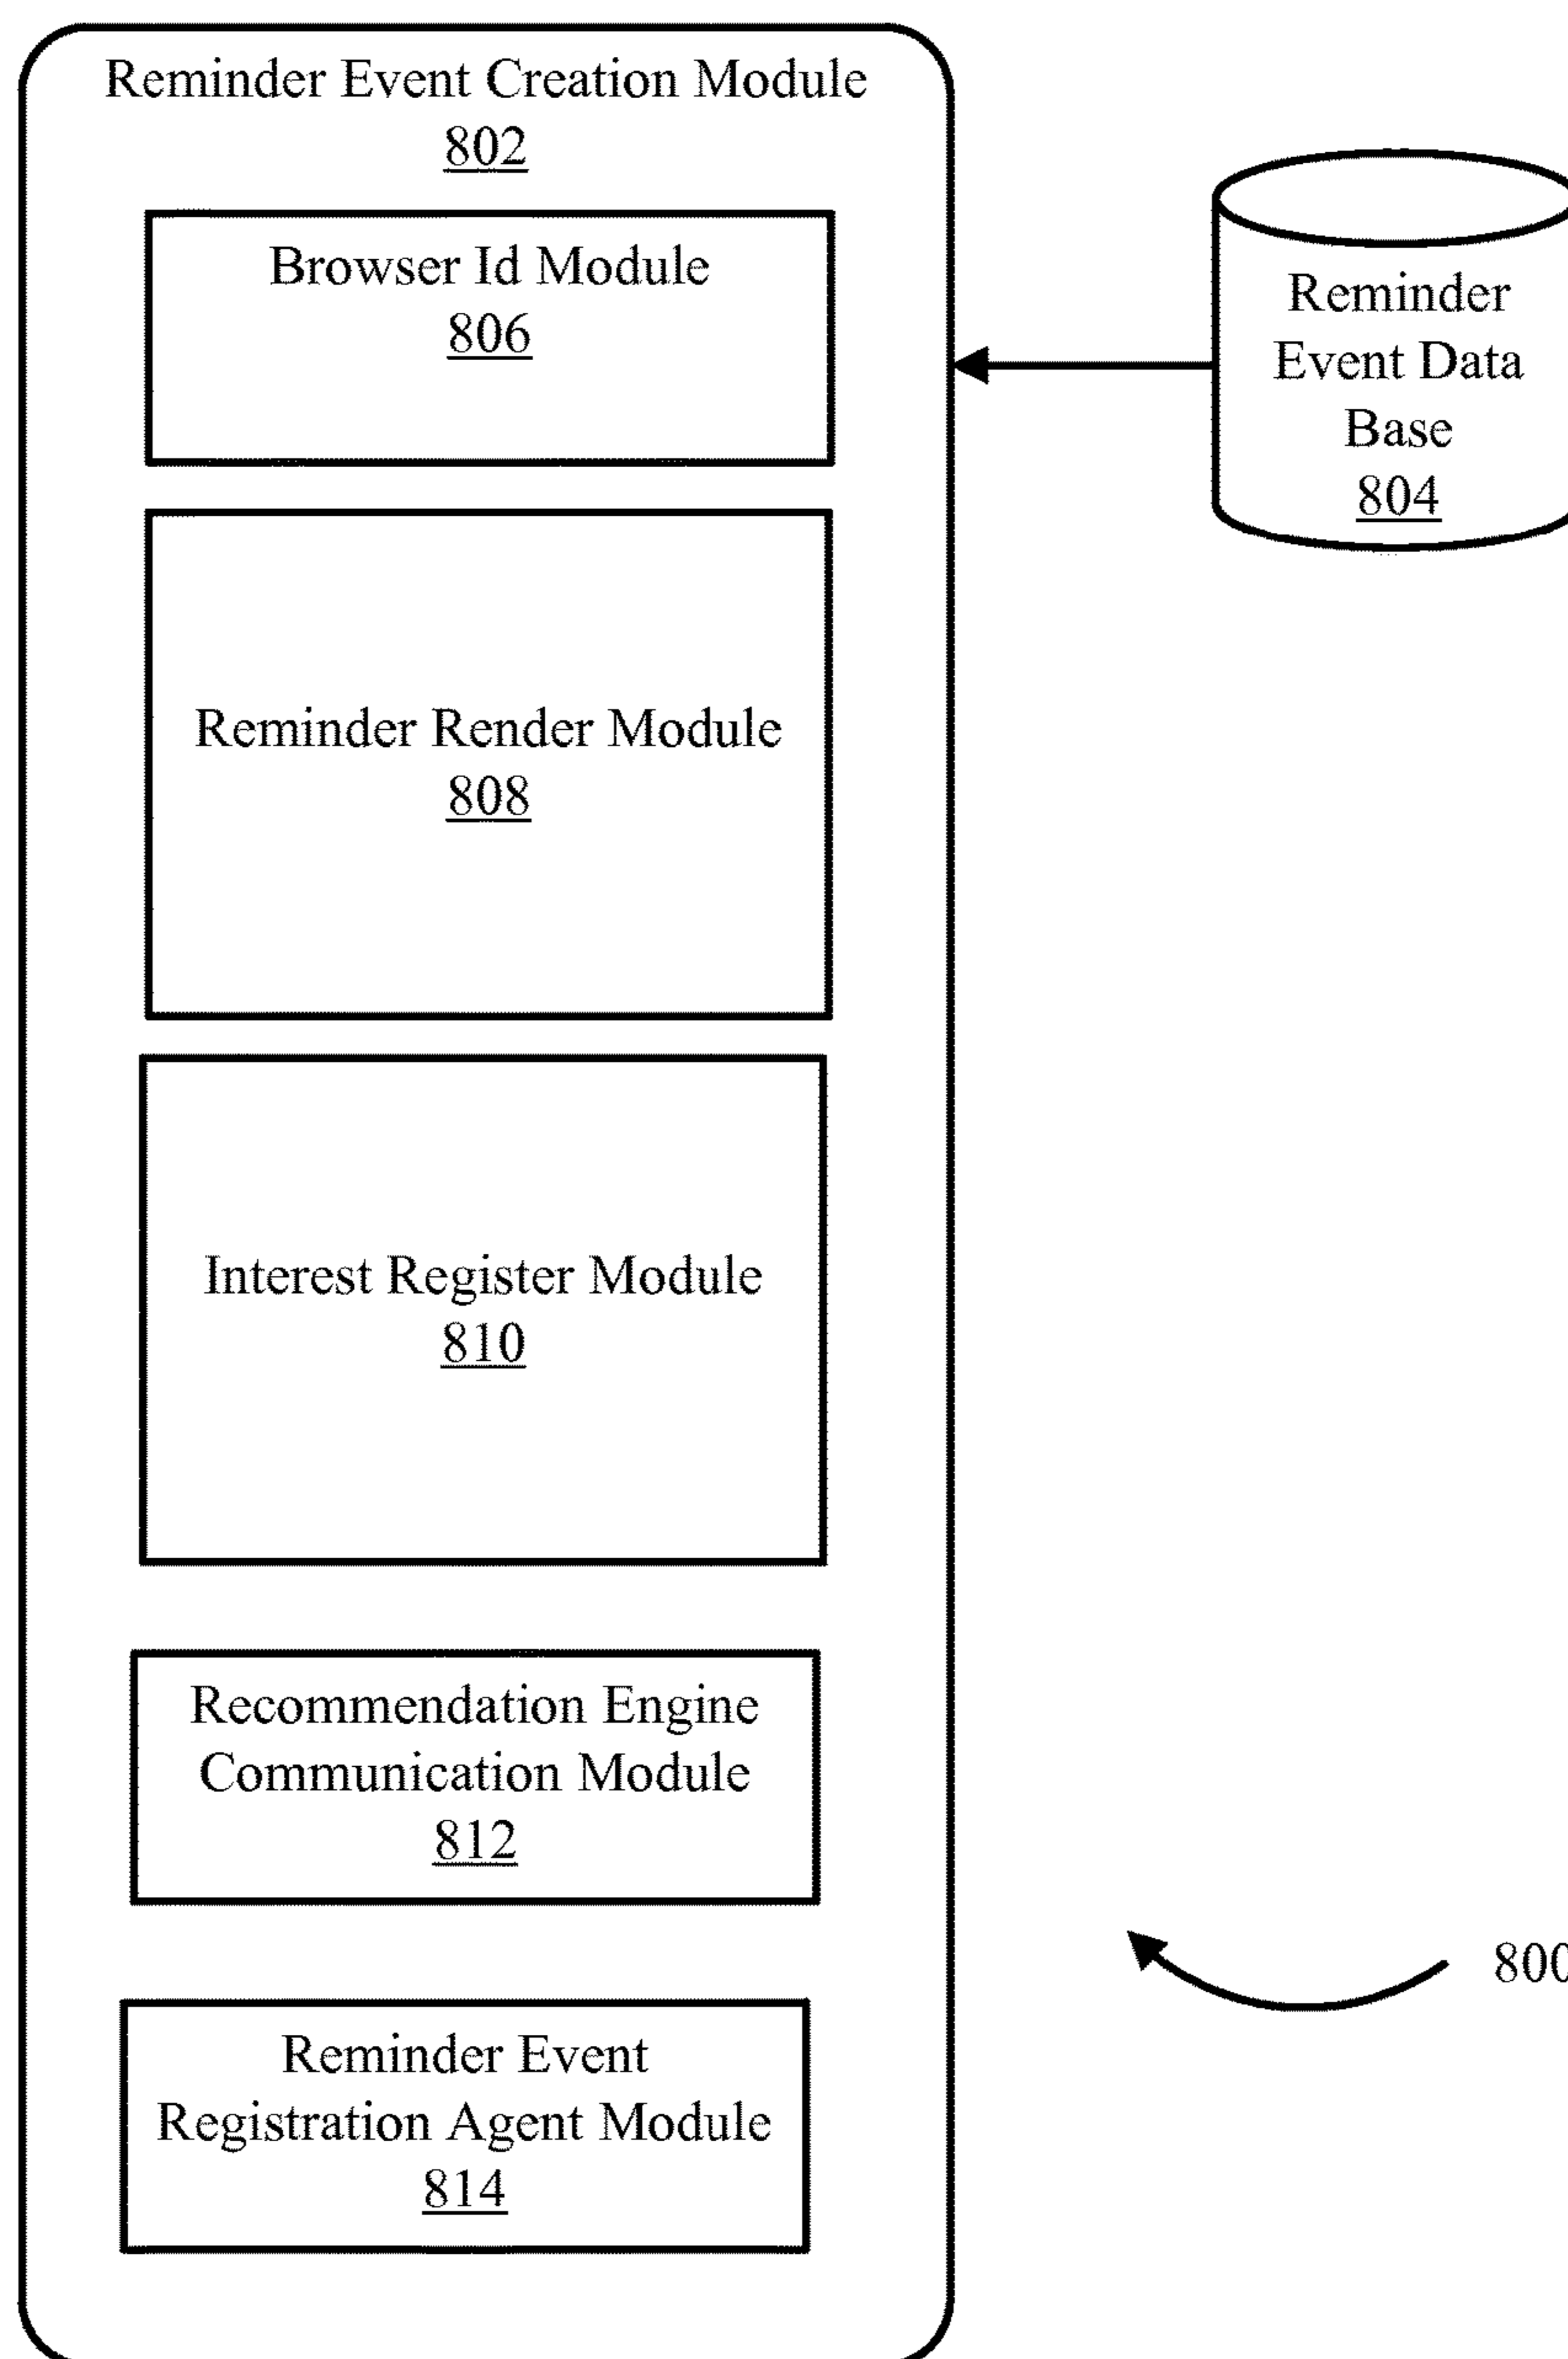 Reminder Event Creation Module
802
Browser Id Module
806
Reminder
Event Data
Base
804
Reminder Render Module
808
Interest Register Module
810
Recommendation Engine
Communication Module
812
800
Reminder Event
Registration Agent Module
814